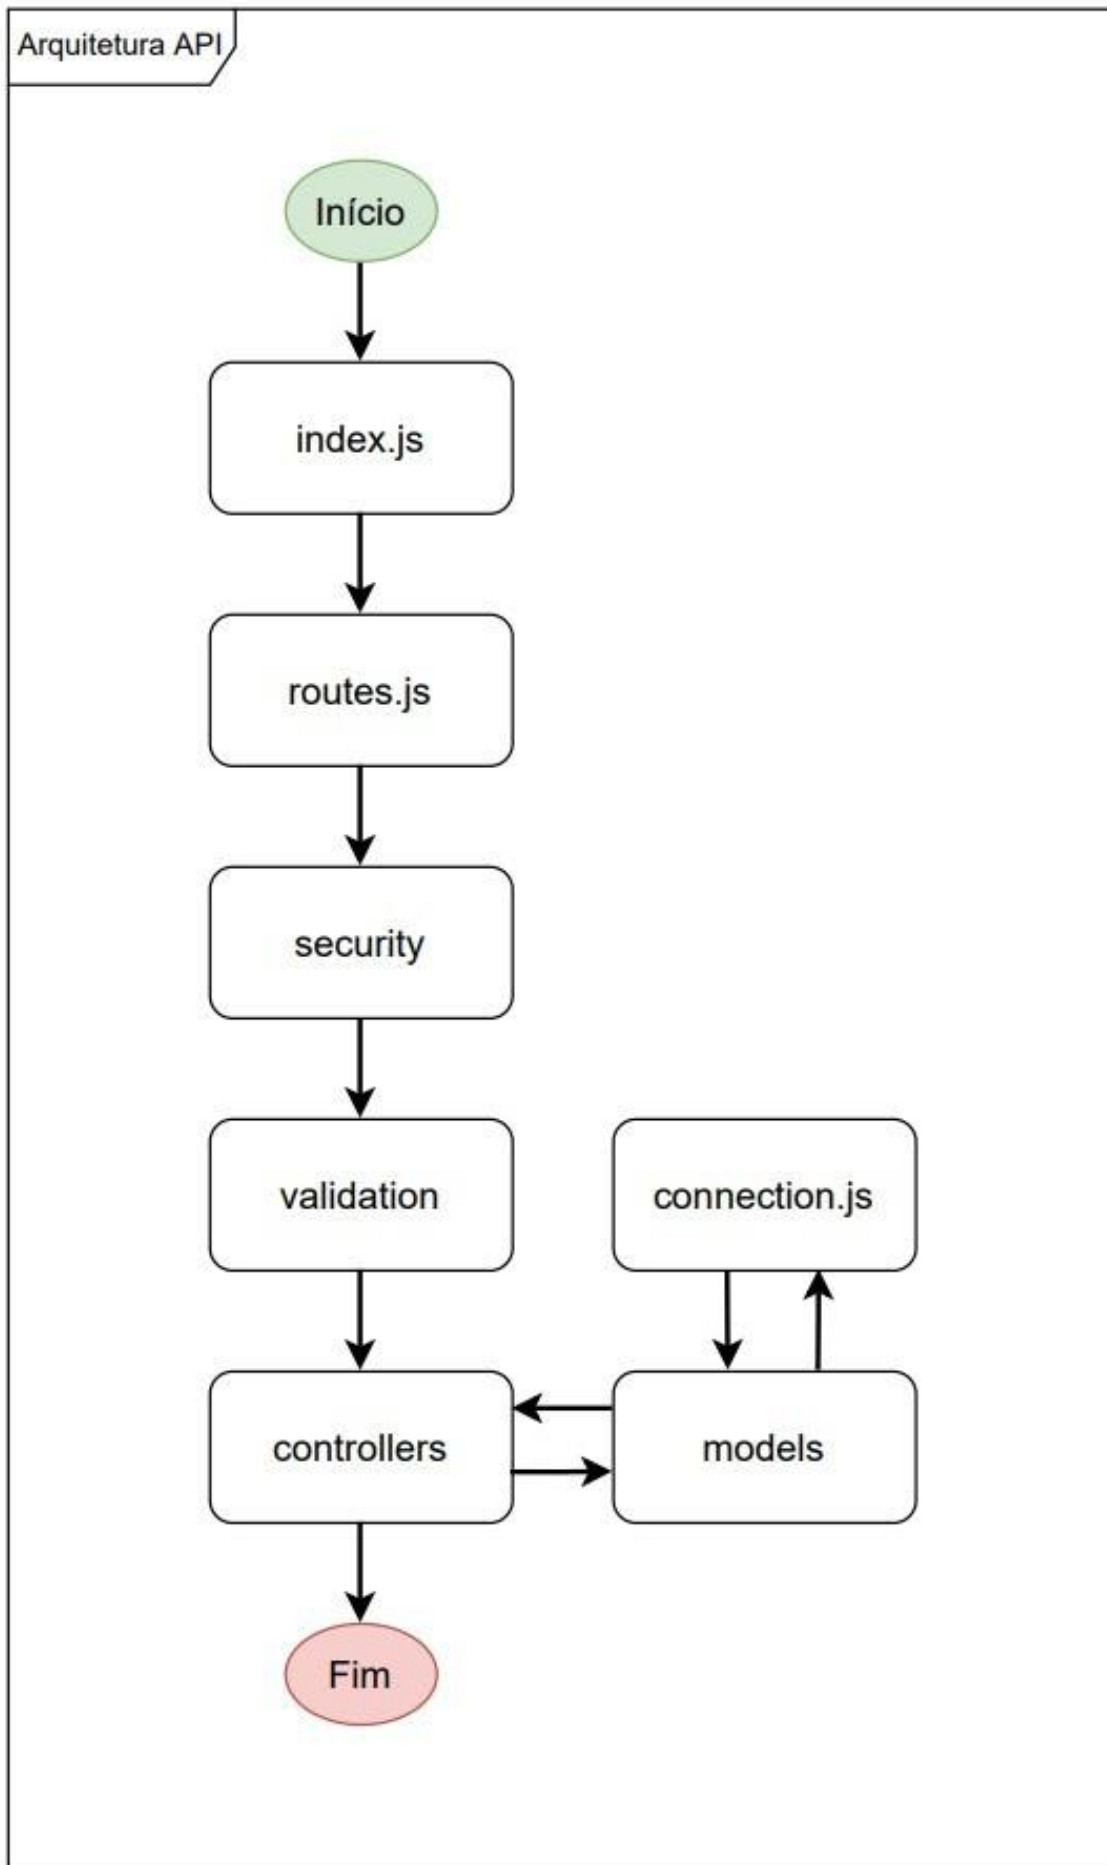 Arquitetura API
Início
index.js
routes.js
security
validation
connection.js
controllers
models
Fim